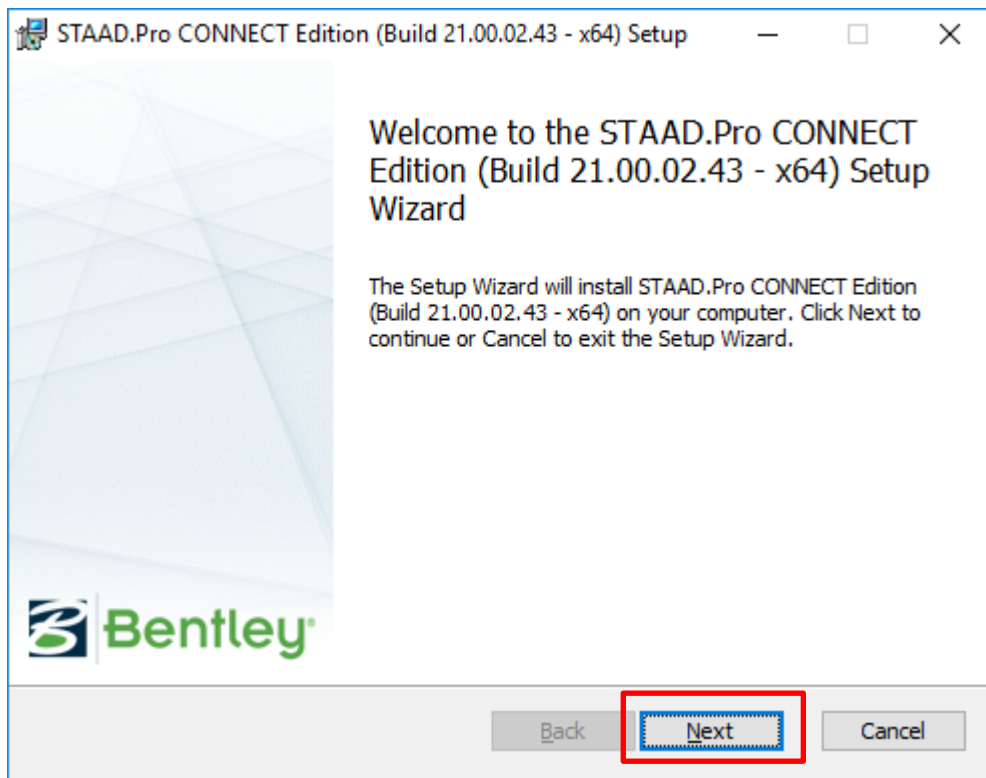 STAAD.Pro CONNECT Edition (Build 21.00.02.43 - x64) Setup
Welcome to the STAAD.Pro CONNECT
Edition (Build 21.00.02.43 - x64) Setup
Wizard
The Setup Wizard will install STAAD.Pro CONNECT Edition
(Build 21.00.02.43 - x64) on your computer. Click Next to
continue or Cancel to exit the Setup Wizard.
Bentley®
Back Next Cancel